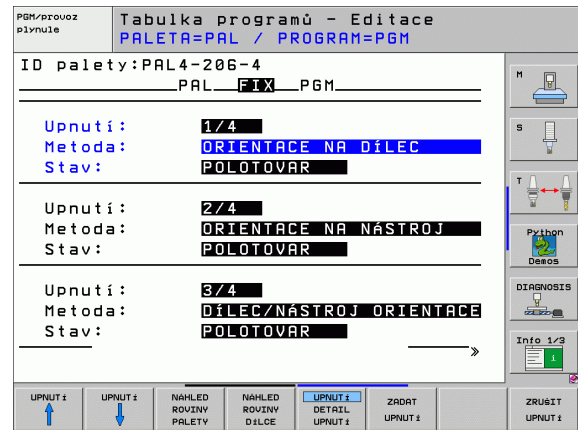 PGM/provoz
plynule
Tabulka programů – Editace
PALETA=PAL / PROGRAM=PGM
ID palety:PAL4-206-4
PAL FIX PGM
Upnutí: 1/4
Metoda: ORIENTACE NA DíLEC
Stav: POLOTOVAR
Upnutí: 2/4
Metoda: ORIENTACE NA NáSTROJ
Stav: POLOTOVAR
Upnutí: 3/4
Metoda: DíLEC/NáSTROJ ORIENTACE
Stav: POLOTOVAR
»
M
S
T
Python
Demos
DIAGNOSIS
Info 1/3
i
UPNUTí
UPNUTí
NáHLED
ROVINY
PALETY
NáHLED
ROVINY
DíLCE
UPNUTí
DETAIL
UPNUTí
ZADAT
UPNUTí
ZRUšIT
UPNUTí